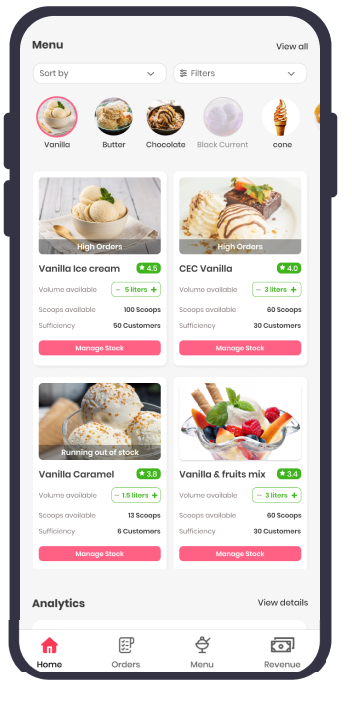 Menu View all
Sort by Filters
Vanilla Butter Chocolate Black Current cone
High Orders High Orders
Vanilla Ice cream 4.5 CEC Vanilla 4.0
Volume available − 5 liters + Volume available − 3 liters +
Scoops available 100 Scoops Scoops available 60 Scoops
Sufficiency 50 Customers Sufficiency 30 Customers
Manage Stock Manage Stock
Running out of stock
Vanilla Caramel 3.8 Vanilla & fruits mix 3.4
Volume available − 1.5 liters + Volume available − 3 liters +
Scoops available 13 Scoops Scoops available 60 Scoops
Sufficiency 6 Customers Sufficiency 30 Customers
Manage Stock Manage Stock
Analytics View details
Home Orders Menu Revenue